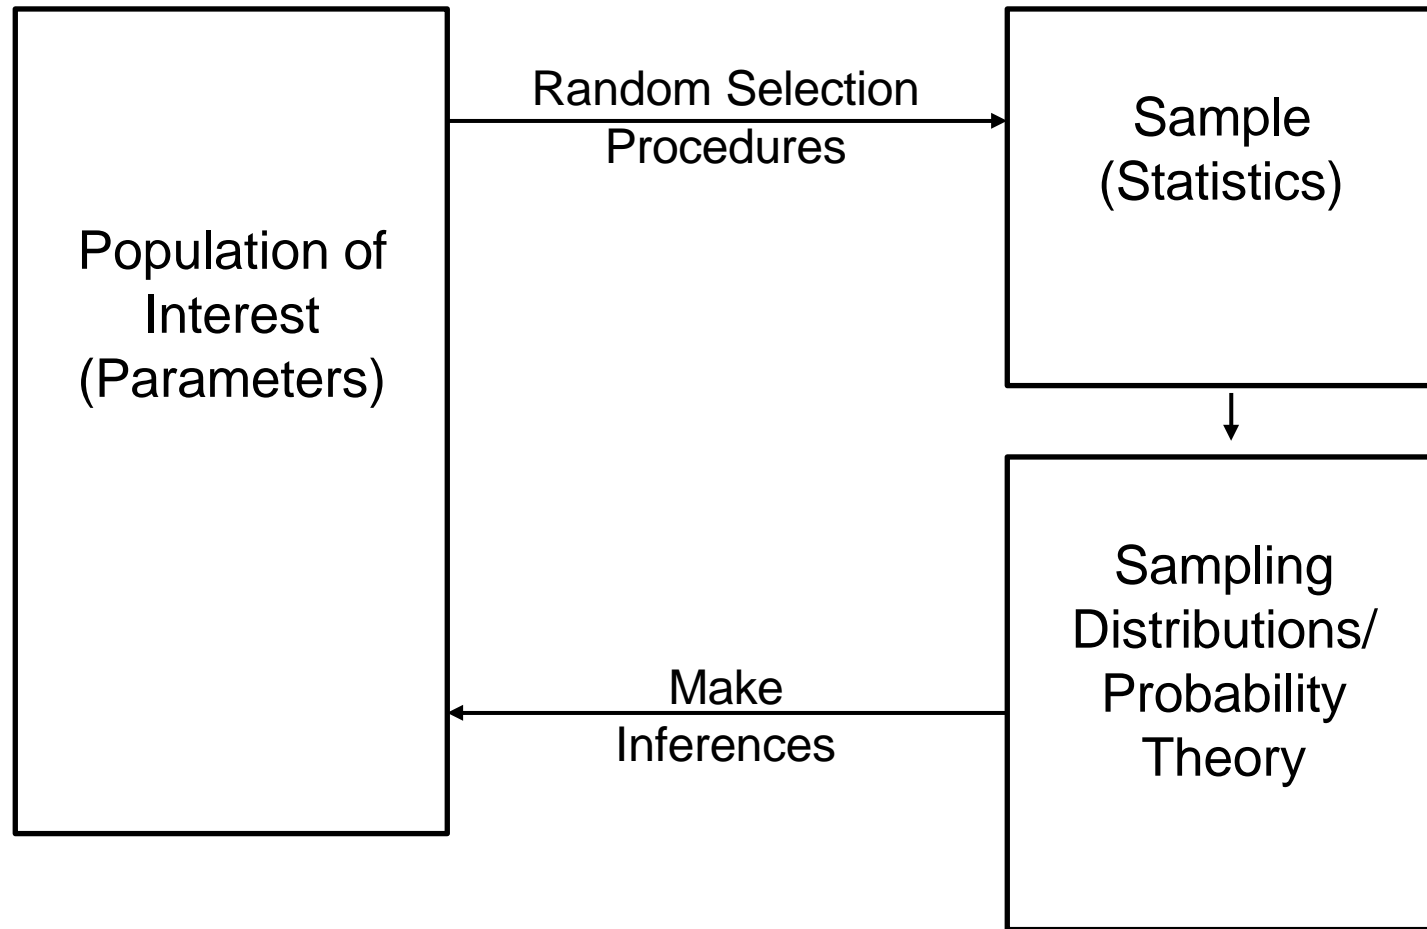 Population of
Interest
(Parameters)
Random Selection
Procedures
Sample
(Statistics)
Sampling
Distributions/
Probability
Theory
Make
Inferences